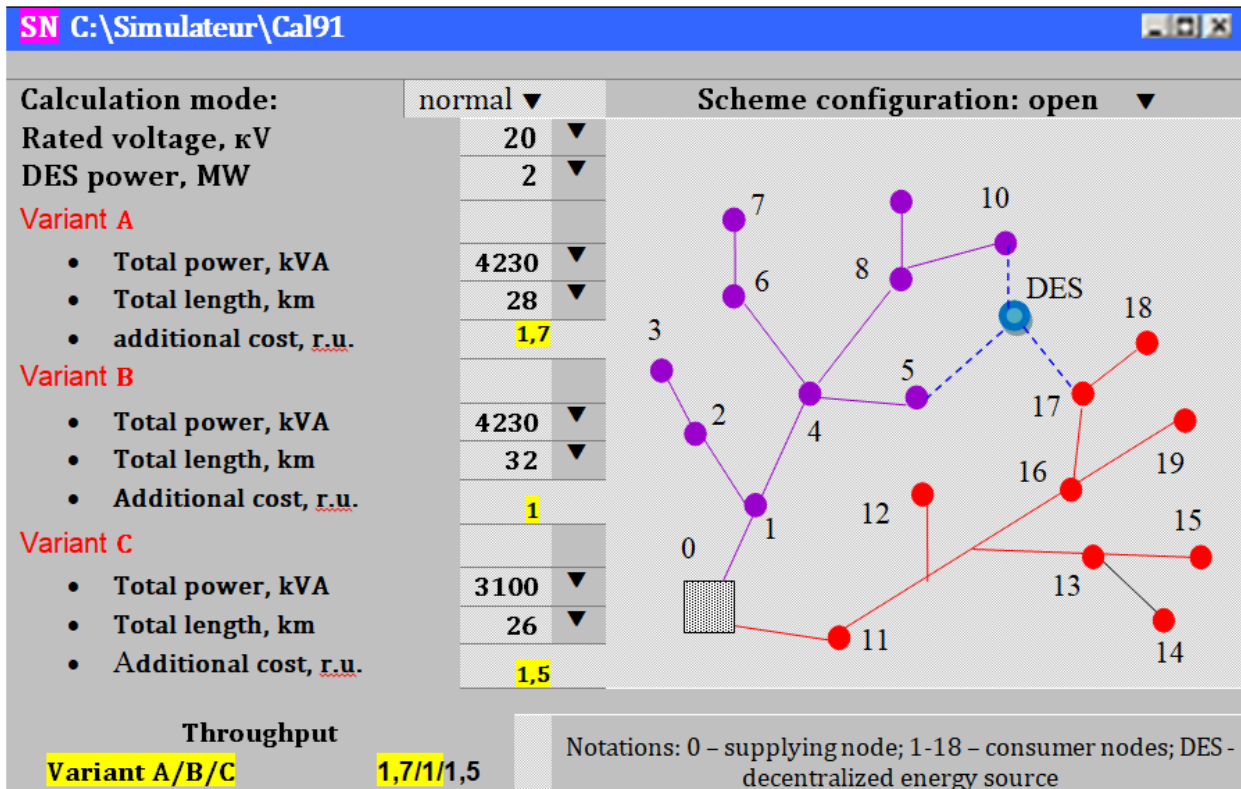 SN C:\Simulateur\Cal91
Calculation mode: normal ▼
Rated voltage, кV 20 ▼
DES power, MW 2 ▼
Variant A
• Total power, kVA 4230 ▼
• Total length, km 28 ▼
• additional cost, r.u. 1,7
Variant B
• Total power, kVA 4230 ▼
• Total length, km 32 ▼
• Additional cost, r.u. 1
Variant C
• Total power, kVA 3100 ▼
• Total length, km 26 ▼
• Additional cost, r.u. 1,5
Throughput
Variant A/B/C 1,7/1/1,5
Scheme configuration: open ▼
7
10
8
6
DES
18
3
5
17
2
4
19
16
12
15
1
0
13
11
14
Notations: 0 – supplying node; 1-18 – consumer nodes; DES -
decentralized energy source